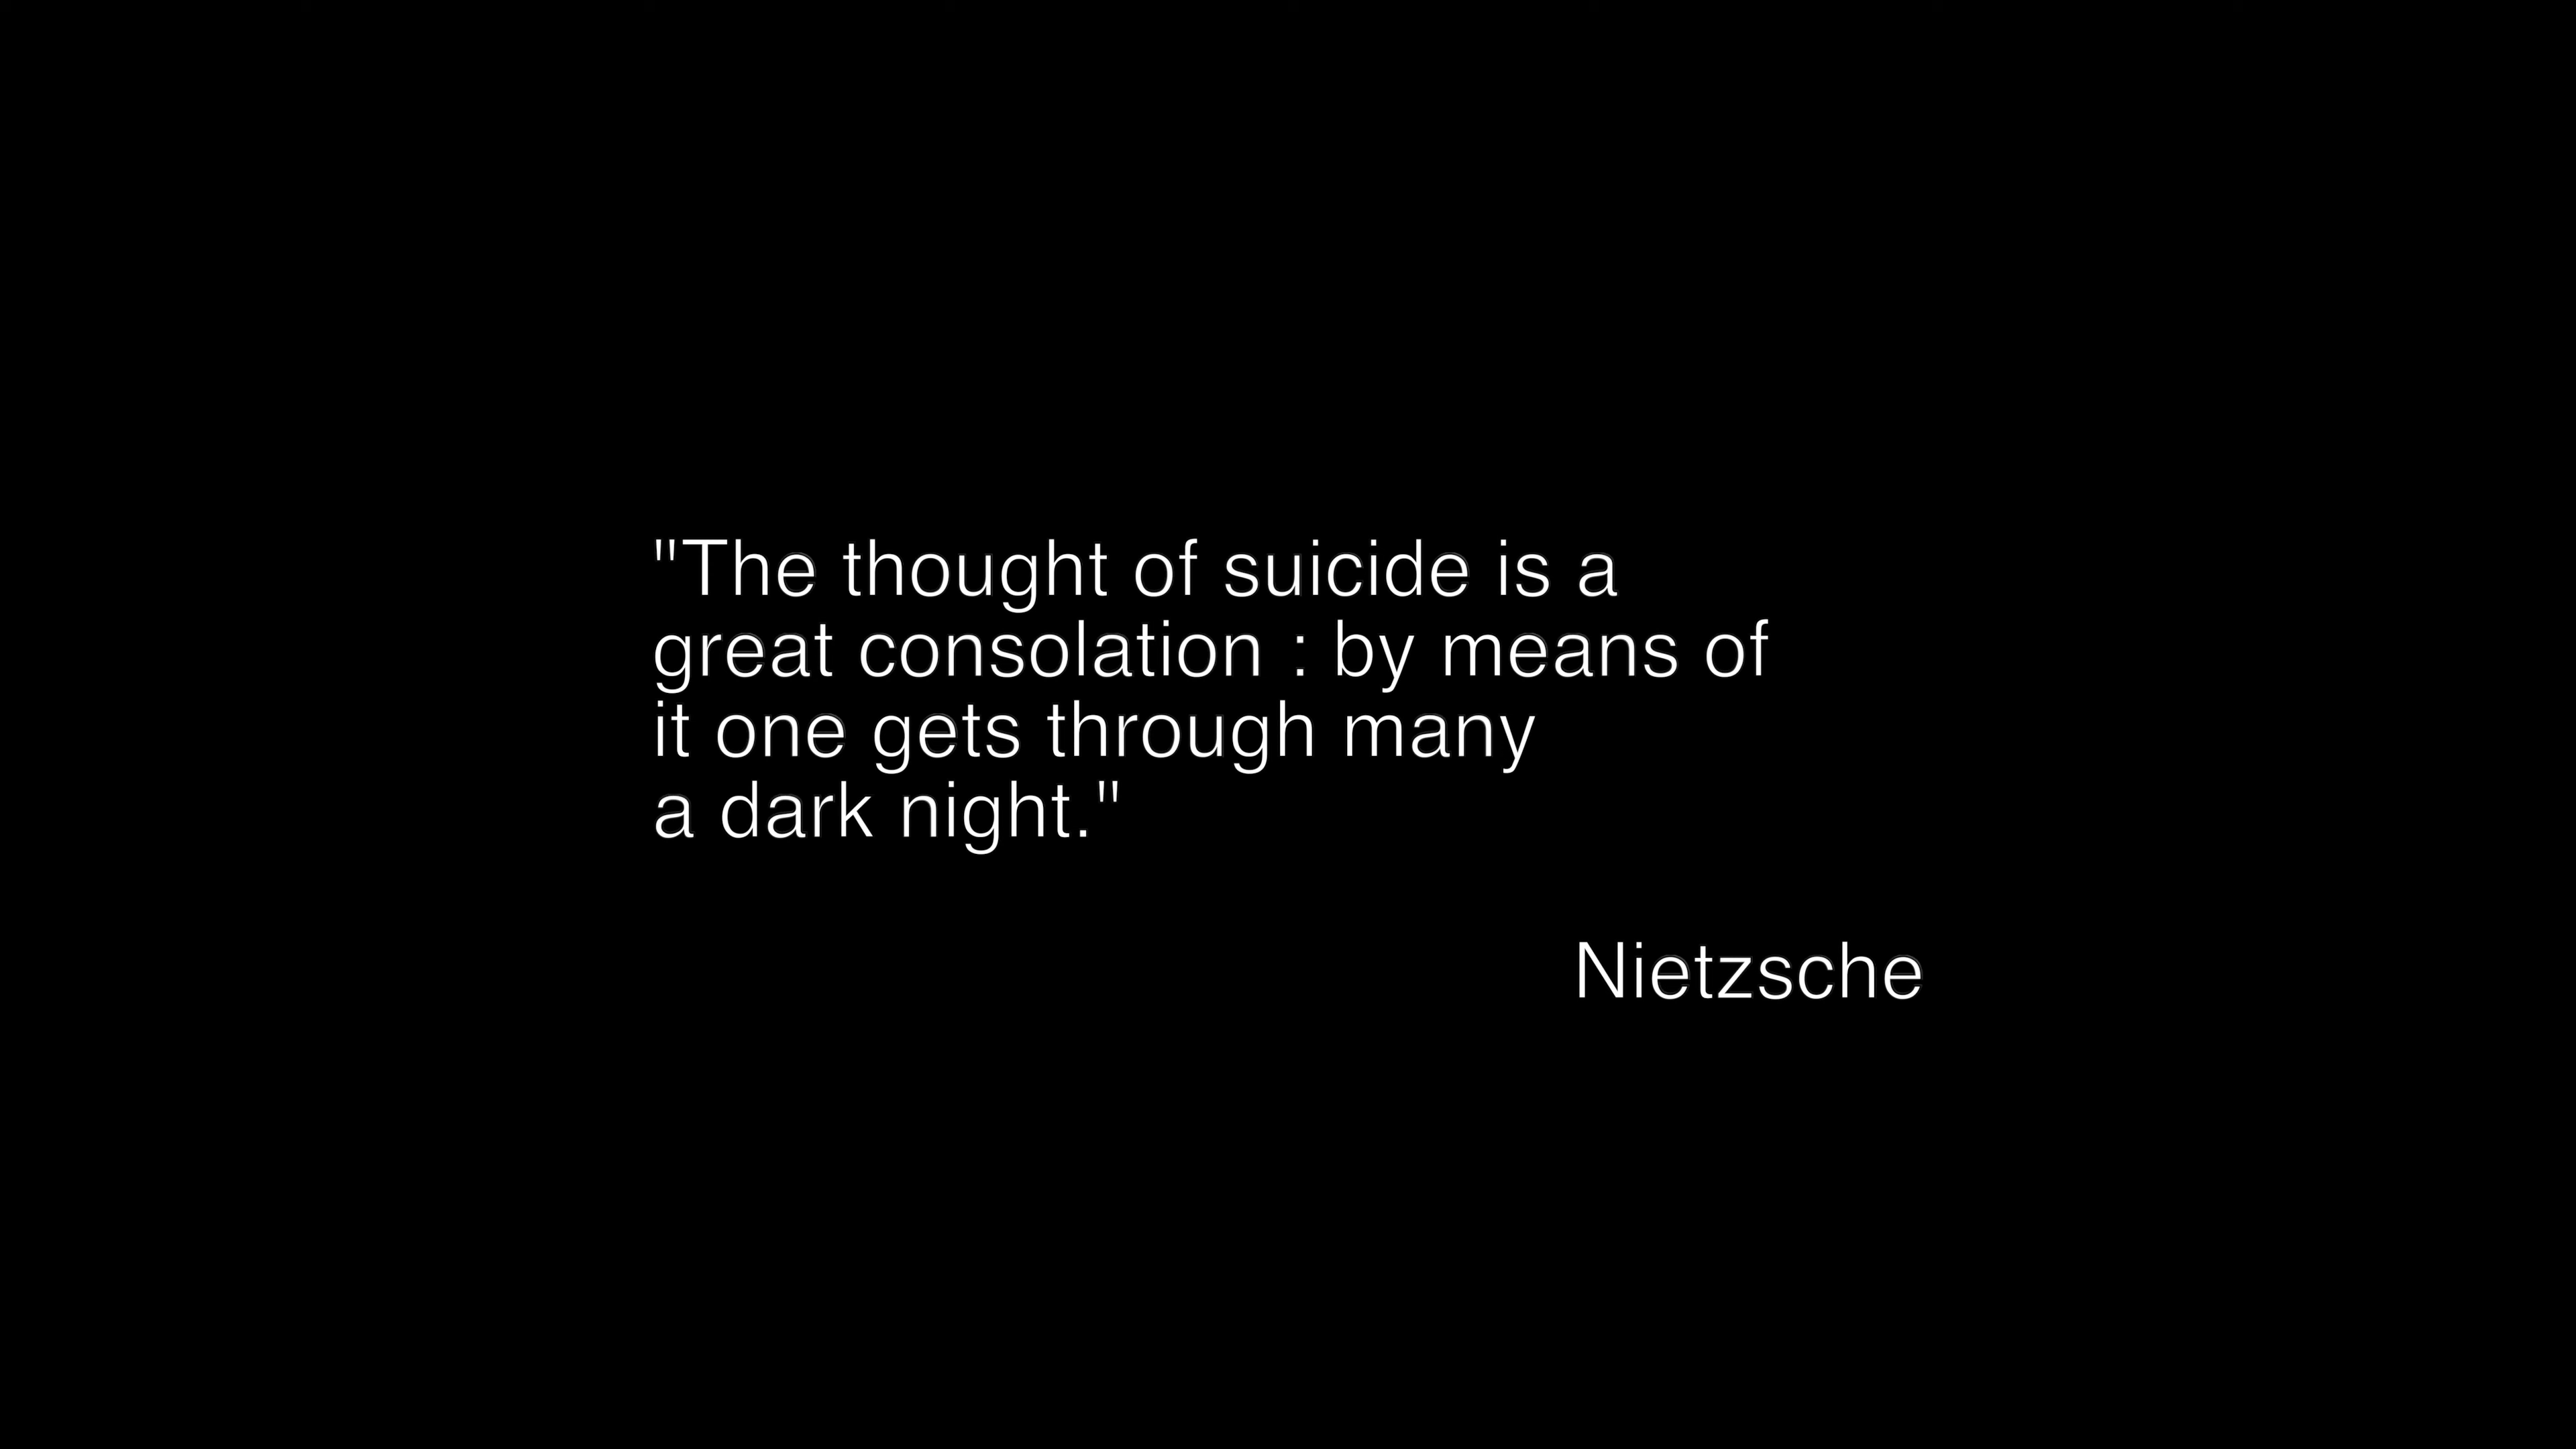 "The thought of suicide is a
great consolation : by means of
it one gets through many
a dark night."
Nietzsche